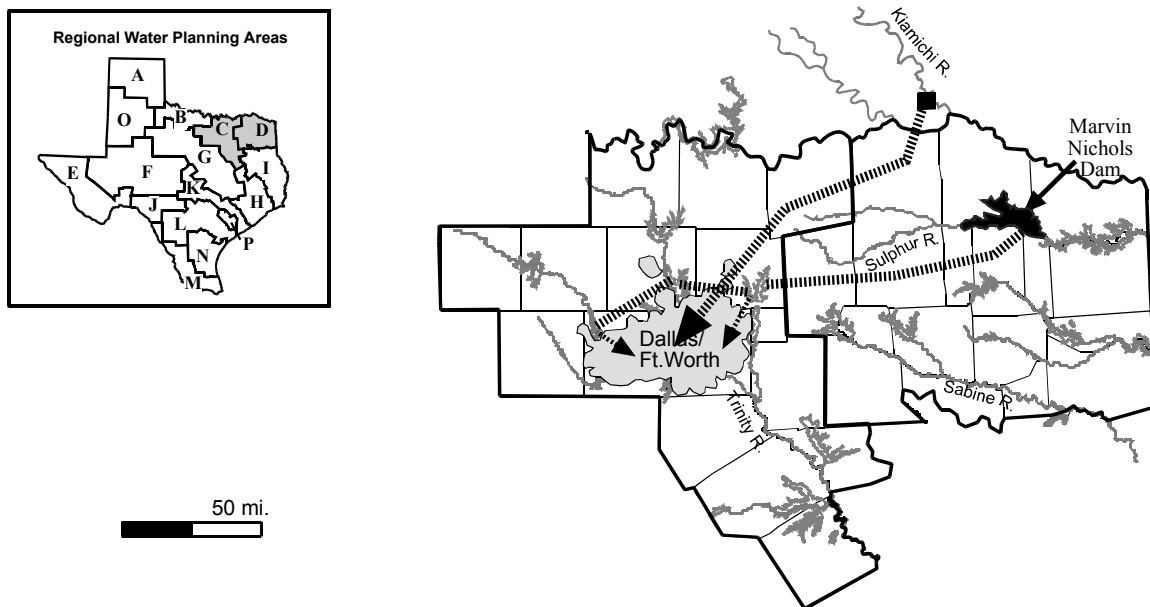 Regional Water Planning Areas
A
O
B
C
D
E
F
G
I
K
H
J
L
P
N
M
50 mi.
Kiamichi R.
Marvin
Nichols
Dam
Sulphur R.
Dallas/
Ft.Worth
Sabine R.
Trinity R.